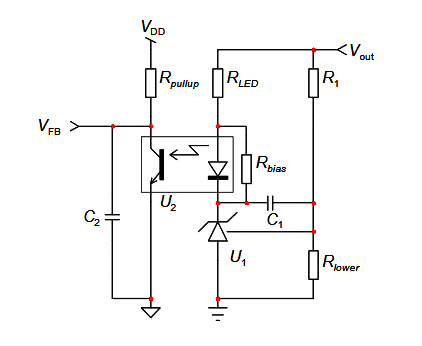 VDD
Vout
Rpullup
RLED
R1
VFB
Rbias
U2
C2
C1
U1
Rlower